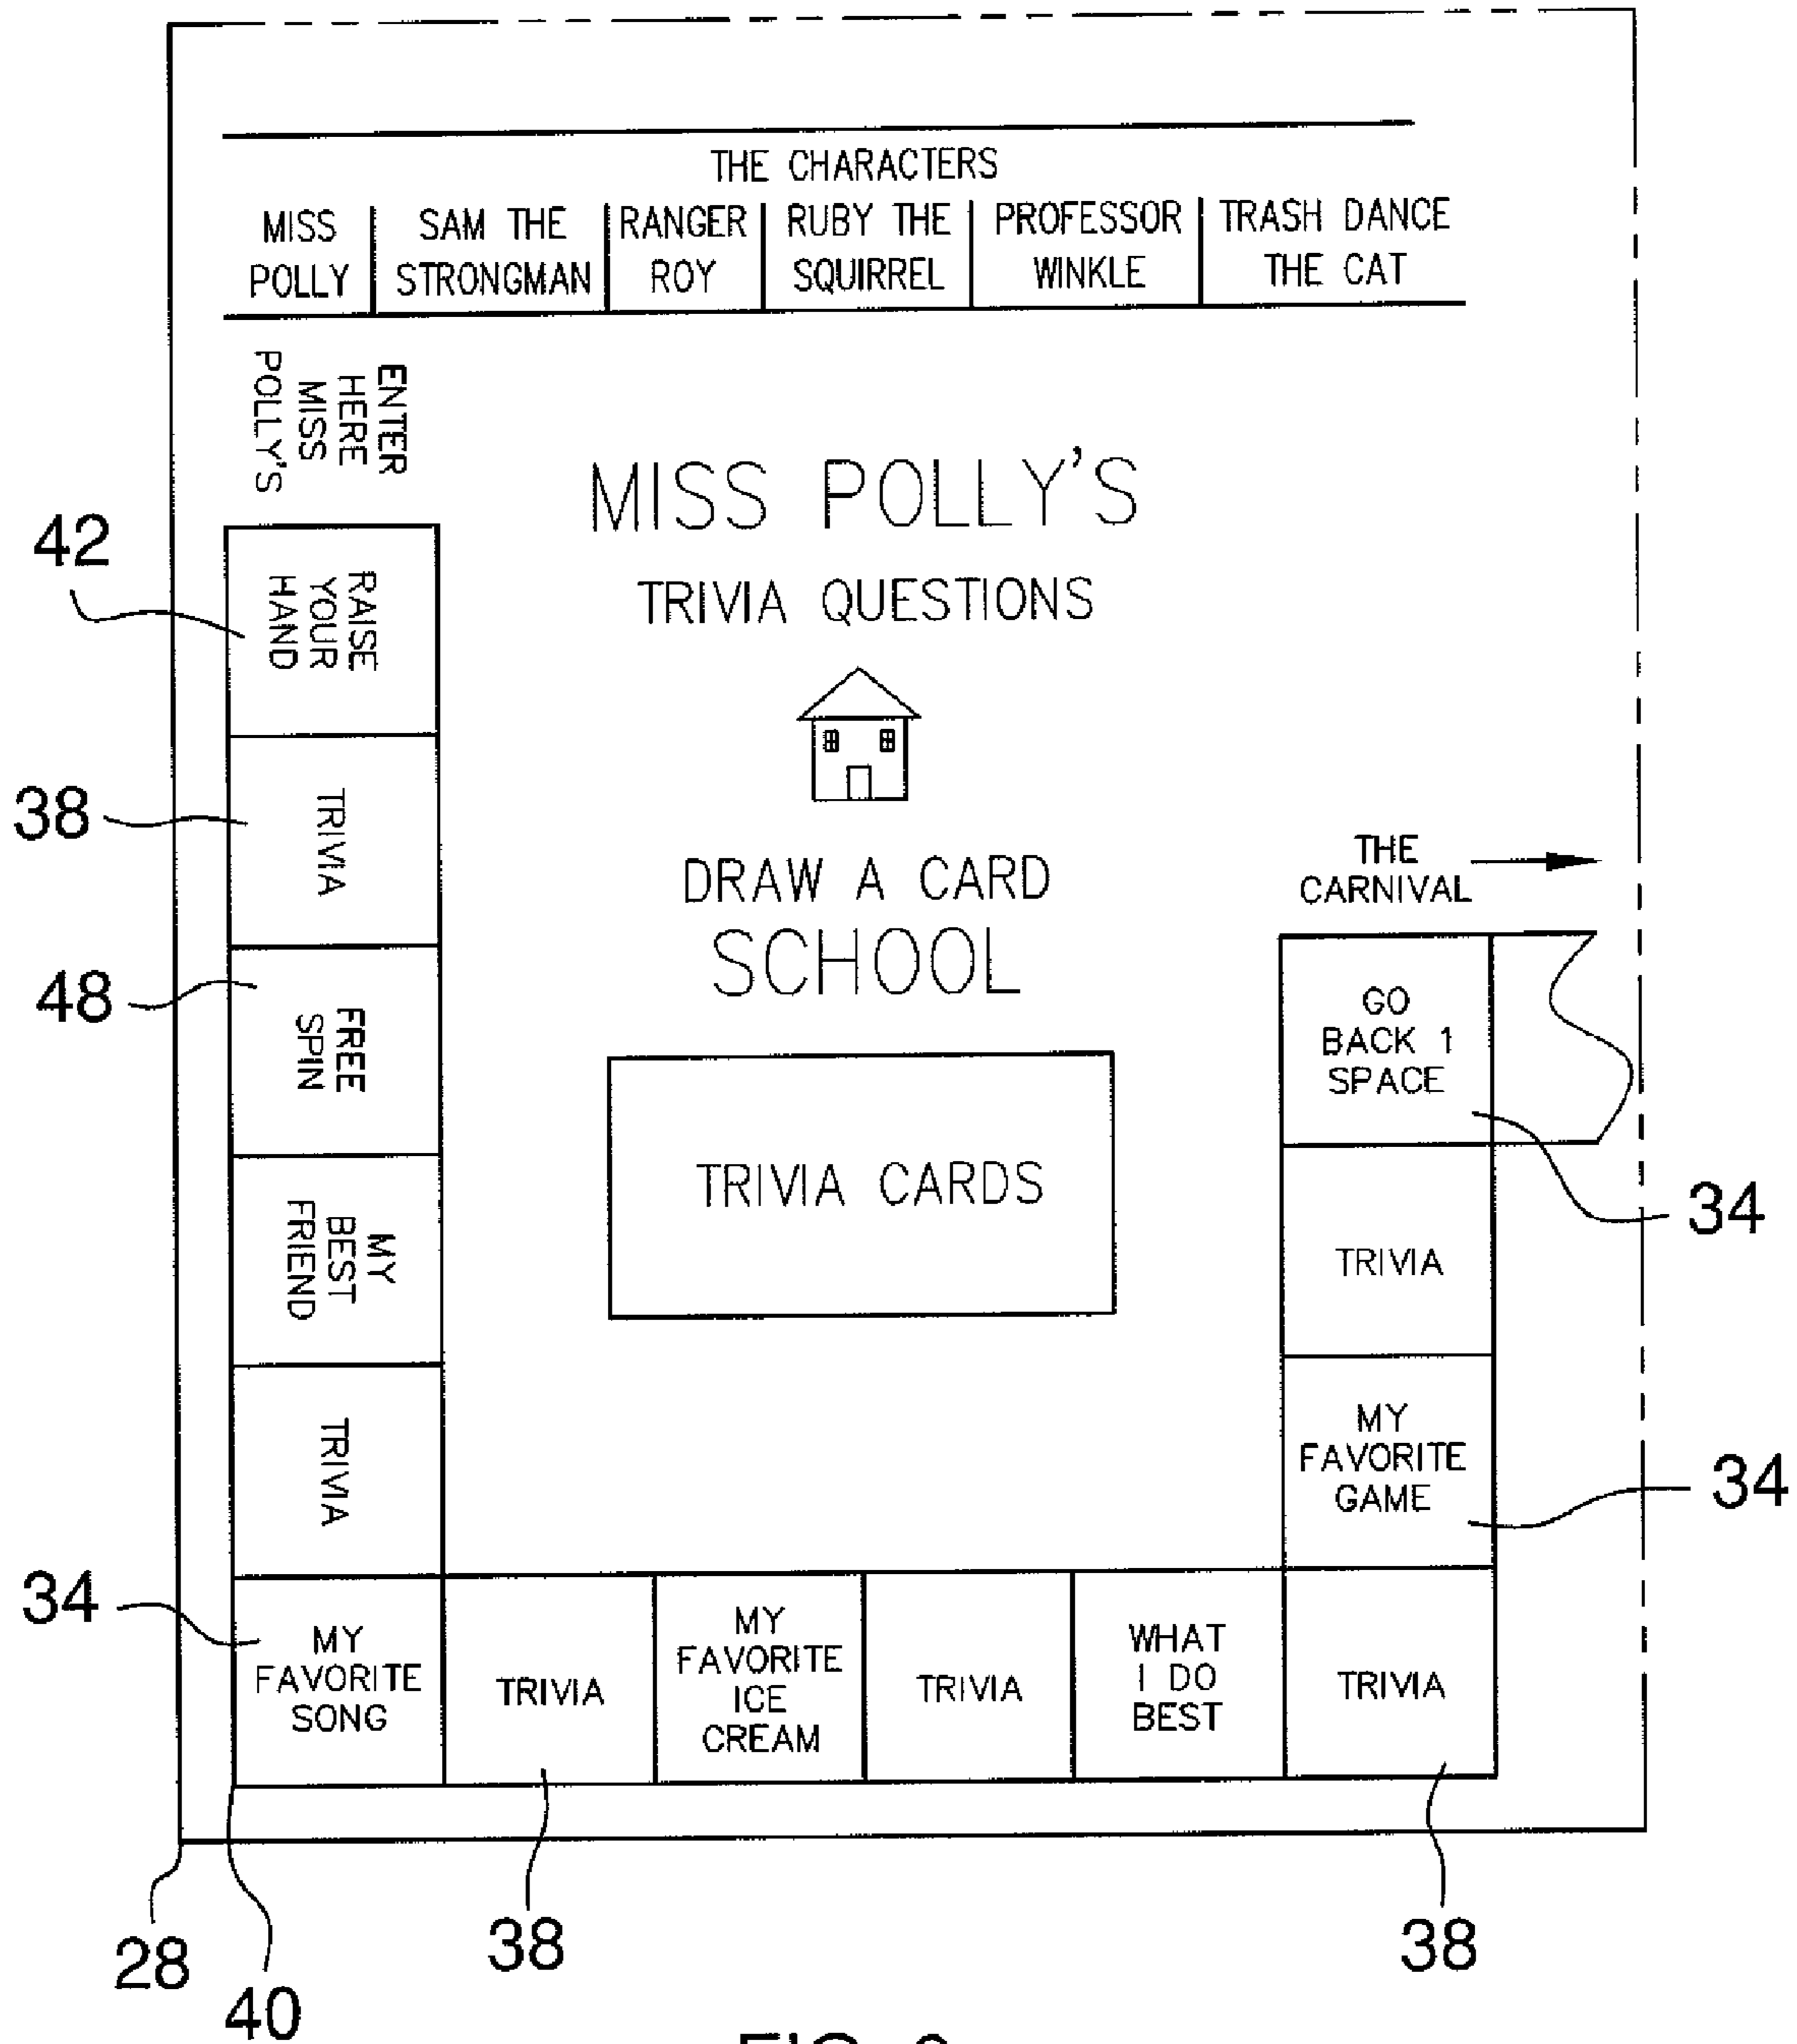 THE CHARACTERS
MISS
POLLY
SAM THE
STRONGMAN
RANGER
ROY
RUBY THE
SQUIRREL
PROFESSOR
WINKLE
TRASH DANCE
THE CAT
ENTER
HERE
MISS
POLLY'S
MISS POLLY'S
TRIVIA QUESTIONS
DRAW A CARD
SCHOOL
TRIVIA CARDS
THE
CARNIVAL
42
RAISE
YOUR
HAND
38
TRIVIA
48
FREE
SPIN
MY
BEST
FRIEND
TRIVIA
34
MY
FAVORITE
SONG
TRIVIA
MY
FAVORITE
ICE
CREAM
TRIVIA
WHAT
I DO
BEST
TRIVIA
MY
FAVORITE
GAME
34
TRIVIA
GO
BACK 1
SPACE
34
28
40
38
38